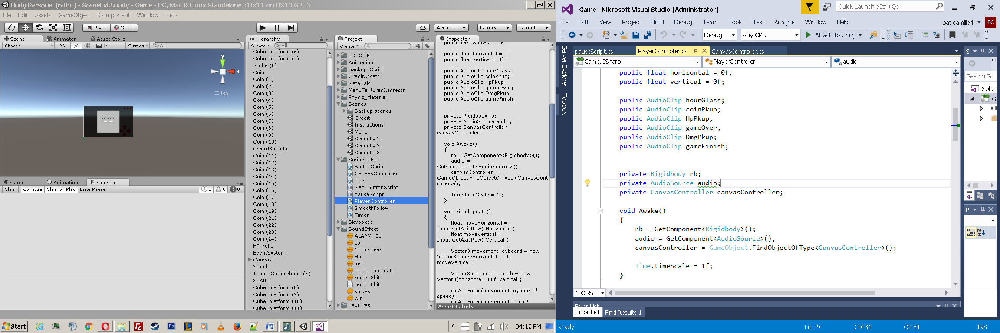 Unity Personal (64bit) - SceneLvl2.unity - Game - PC, Mac & Linux Standalone <DX11 on DX10 GPU>
File Edit Assets GameObject Component Window Help
Pivot Global Account Layers Layout
Scene Animator Asset Store
Shaded 2D Gizmos All
y
x
Iso
Game Over
Game Animation Console
Clear Collapse Clear on Play Error Pause 0 0 0
Hierarchy
Create All
Cube_platform (6)
Cube_platform (7)
Cube (0)
Coin
Coin (1)
Coin (2)
Coin (3)
Coin (4)
Coin (5)
Coin (6)
Coin (7)
Coin (8)
Coin (9)
Coin (10)
record8bit (1)
Coin (11)
Coin (12)
Coin (13)
Coin (14)
Coin (15)
Coin (16)
Coin (17)
Coin (18)
Coin (19)
Coin (21)
Coin (22)
Coin (23)
Coin (24)
HP_relic
EventSystem
Canvas
Stand
Timer_GameObject (S)
START
Cube_platform (8)
Cube_platform (9)
Cube_platform (10)
Cube_platform (11)
Project
Create
3D_OBJs
Animation
Backup_Script
CreditAssets
Materials
MenuTextures&assests
Physic_Material
Scenes
Backup scenes
Credit
Instructions
Menu
SceneLvl1
SceneLvl2
SceneLvl3
Scripts_Used
ButtonScript
CanvasController
Finish
MenuButtonScript
pauseScript
PlayerController
SmoothFollow
Timer
Skyboxes
SoundEffect
ALARM_CL
coin
Game Over
Hp
lose
menu _navigate
record8bit
record8bit
spikes
win
Textures
Inspector
public Text ShowNumHP;
public float horizontal = 0f;
public float vertical = 0f;
public AudioClip hourGlass;
public AudioClip coinPkup;
public AudioClip HpPkup;
public AudioClip gameOver;
public AudioClip DmgPkup;
public AudioClip gameFinish;
private Rigidbody rb;
private AudioSource audio;
private CanvasController
canvasController;
void Awake()
{
rb = GetComponent<Rigidbody>();
audio =
GetComponent<AudioSource>();
canvasController =
GameObject.FindObjectOfType<CanvasCont
roller>();
Time.timeScale = 1f;
}
void FixedUpdate()
{
float moveHorizontal =
Input.GetAxisRaw("Horizontal");
float moveVertical =
Input.GetAxisRaw("Vertical");
Vector3 movementKeyboard = new
Vector3(moveHorizontal, 0.0f,
moveVertical);
Vector3 movementTouch = new
Vector3(horizontal, 0.0f, vertical);
rb.AddForce(movementKeyboard *
speed);
rb.AddForce(movementTouch *
Asset Labels
Start 04:12 PM
Game - Microsoft Visual Studio (Administrator) Quick Launch (Ctrl+Q)
File Edit View Project Build Debug Team Tools Test Analyze Window Help pat camilleri PC
Debug Any CPU Attach to Unity
Server Explorer
Toolbox
pauseScript.cs PlayerController.cs CanvasController.cs
Game.CSharp PlayerController audio
public float horizontal = 0f;
public float vertical = 0f;
public AudioClip hourGlass;
public AudioClip coinPkup;
public AudioClip HpPkup;
public AudioClip gameOver;
public AudioClip DmgPkup;
public AudioClip gameFinish;
private Rigidbody rb;
private AudioSource audio;
private CanvasController canvasController;
void Awake()
{
rb = GetComponent<Rigidbody>();
audio = GetComponent<AudioSource>();
canvasController = GameObject.FindObjectOfType<CanvasController>();
Time.timeScale = 1f;
}
100 %
Error List
Error List Find Results 1
S.
Search Solu
Soluti
G
P.
Ready Ln 29 Col 31 Ch 31 INS